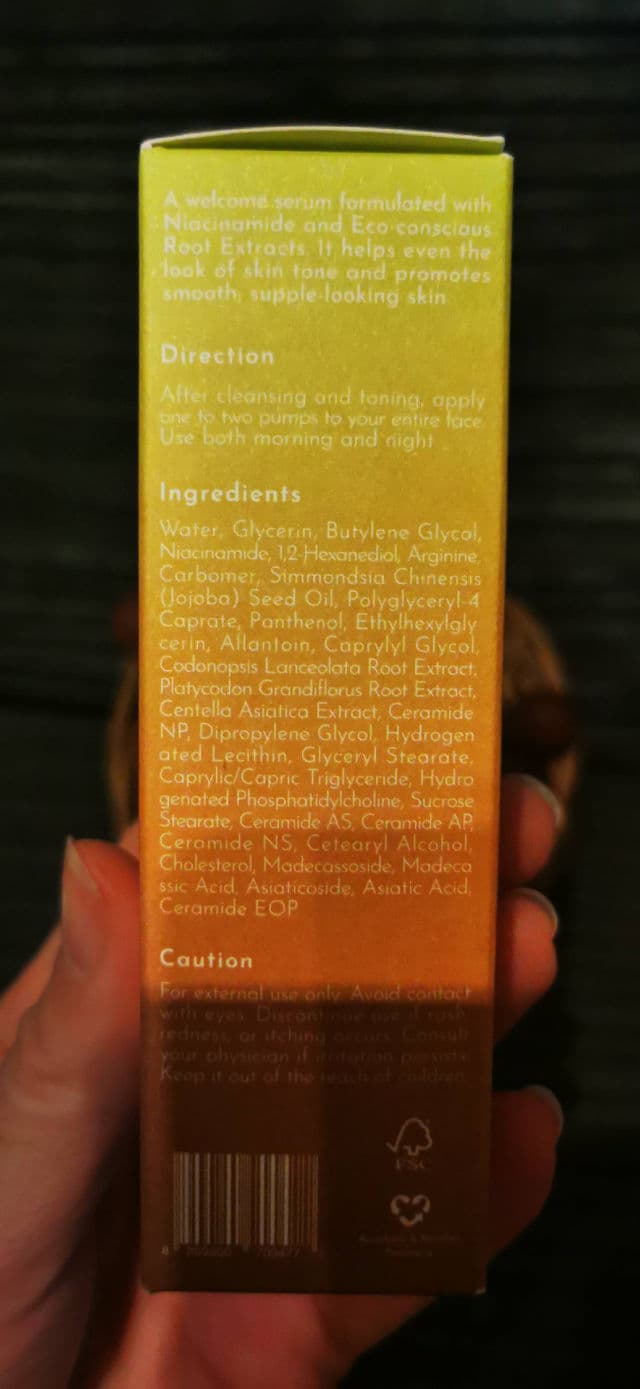 A welcome serum formulated with
Niacinamide and Eco-conscious
Root Extracts. It helps even the
look of skin tone and promotes
smooth, supple-looking skin.
Direction
After cleansing and toning, apply
one to two pumps to your entire face.
Use both morning and night.
Ingredients
Water, Glycerin, Butylene Glycol,
Niacinamide, 1,2-Hexanediol, Arginine,
Carbomer, Simmondsia Chinensis
(Jojoba) Seed Oil, Polyglyceryl-4
Caprate, Panthenol, Ethylhexylgly
cerin, Allantoin, Caprylyl Glycol,
Codonopsis Lanceolata Root Extract,
Platycodon Grandiflorus Root Extract,
Centella Asiatica Extract, Ceramide
NP, Dipropylene Glycol, Hydrogen
ated Lecithin, Glyceryl Stearate,
Caprylic/Capric Triglyceride, Hydro
genated Phosphatidylcholine, Sucrose
Stearate, Ceramide AS, Ceramide AP,
Ceramide NS, Cetearyl Alcohol,
Cholesterol, Madecassoside, Madeca
ssic Acid, Asiaticoside, Asiatic Acid,
Ceramide EOP
Caution
For external use only. Avoid contact
with eyes. Discontinue use if rash,
redness, or itching occurs. Consult
your physician if irritation persists.
Keep it out of the reach of children.
FSC